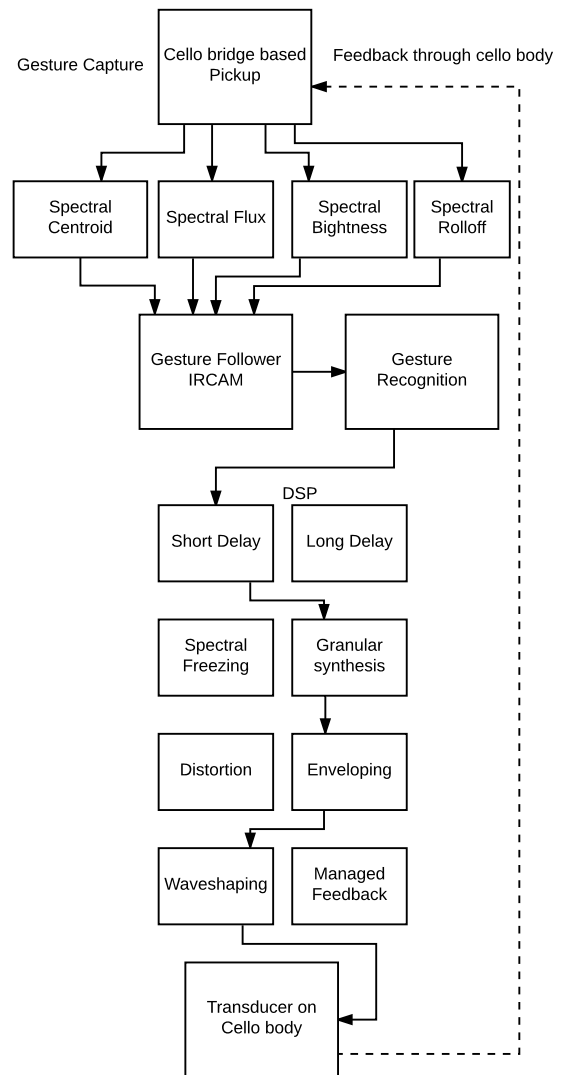 Gesture Capture
Cello bridge based
Pickup
Feedback through cello body
Spectral
Centroid
Spectral Flux
Spectral
Bightness
Spectral
Rolloff
Gesture Follower
IRCAM
Gesture
Recognition
DSP
Short Delay
Long Delay
Spectral
Freezing
Granular
synthesis
Distortion
Enveloping
Waveshaping
Managed
Feedback
Transducer on
Cello body